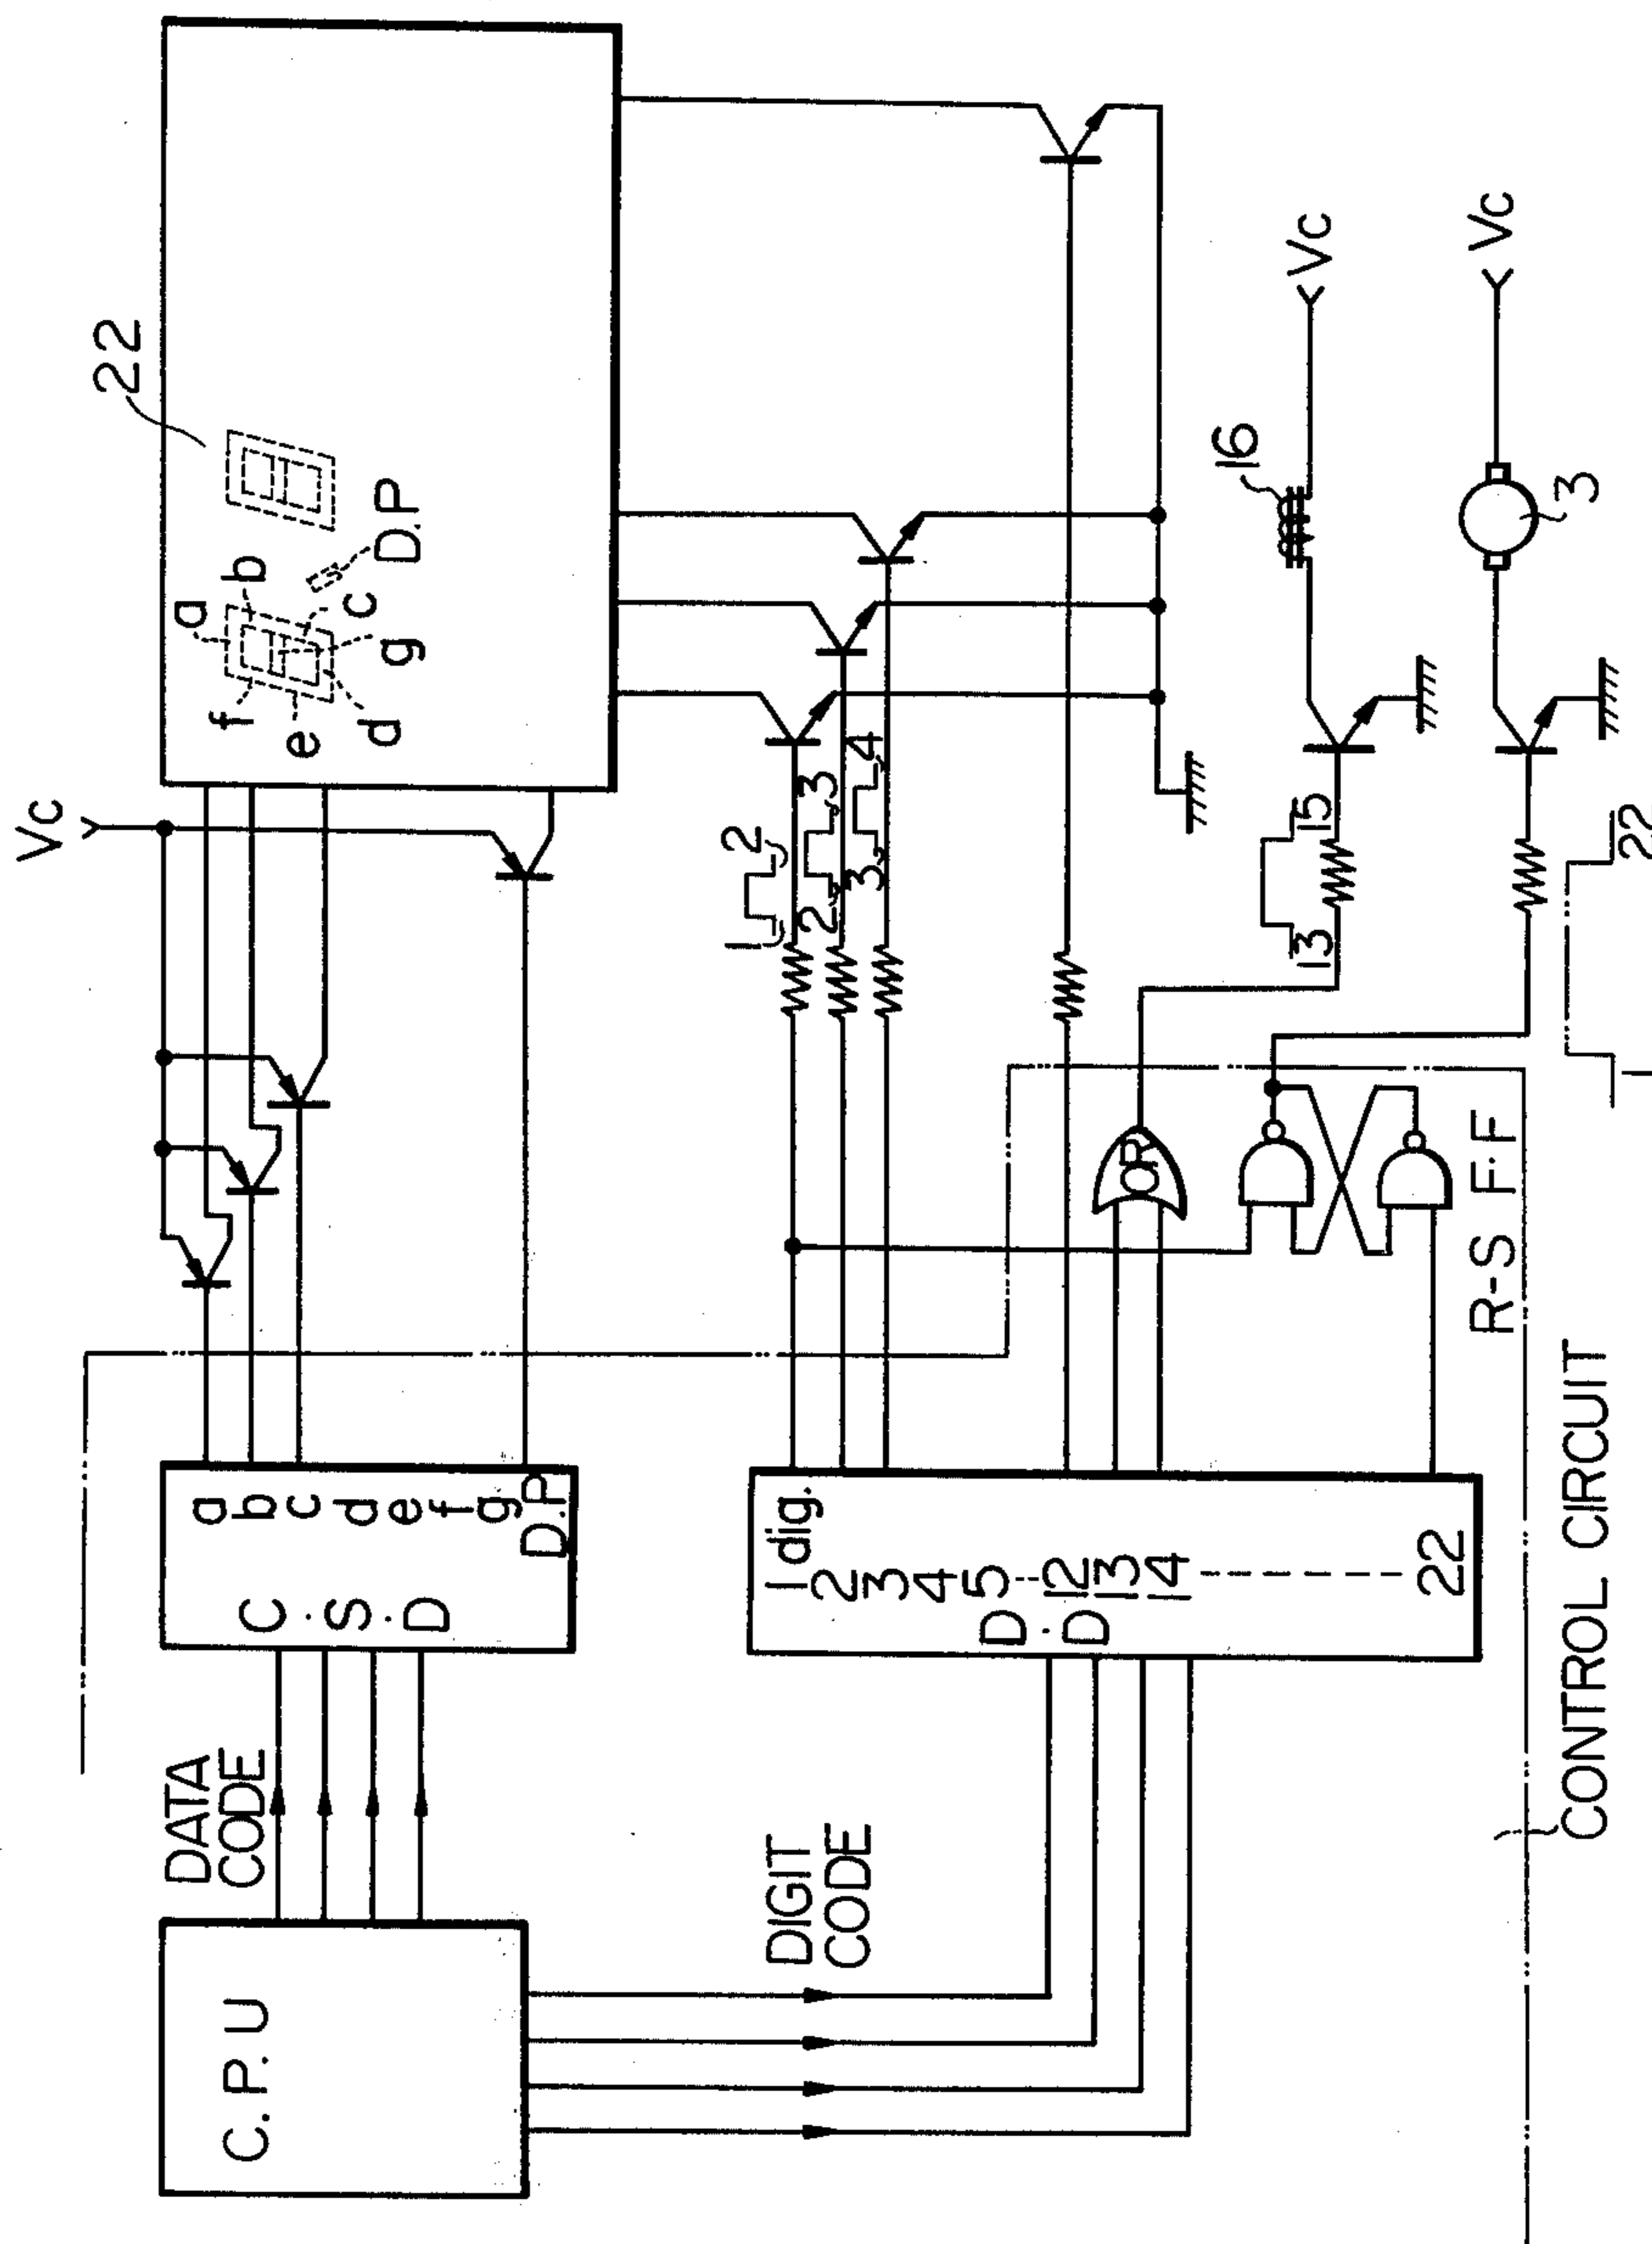 Vc
22
a
b
f
e
c
D.P
g
d
DATA
CODE
C.P.U
C.S.D
a
b
c
d
e
f
g
D.P
DIGIT
CODE
D.D
1 dig.
2
3
4
5
12
13
14
22
1
2
2
3
3
4
OR
13
15
16
Vc
R-S F.F
3
Vc
1
22
CONTROL CIRCUIT